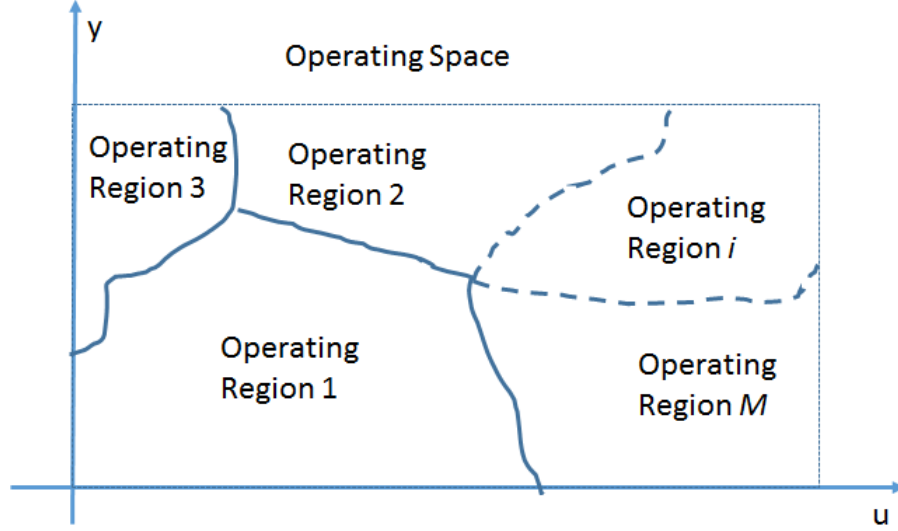 y
Operating Space
Operating
Region 3
Operating
Region 2
Operating
Region i
Operating
Region 1
Operating
Region M
u